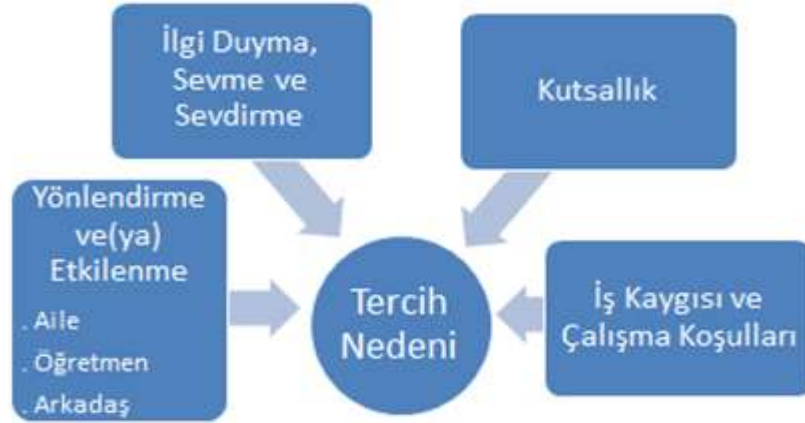 İlgi Duyma,
Sevme ve
Sevdirme
Kutsallık
Yönlendirme
ve(ya)
Etkilenme
. Aile
. Öğretmen
. Arkadaş
Tercih
Nedeni
İş Kaygısı ve
Çalışma Koşulları